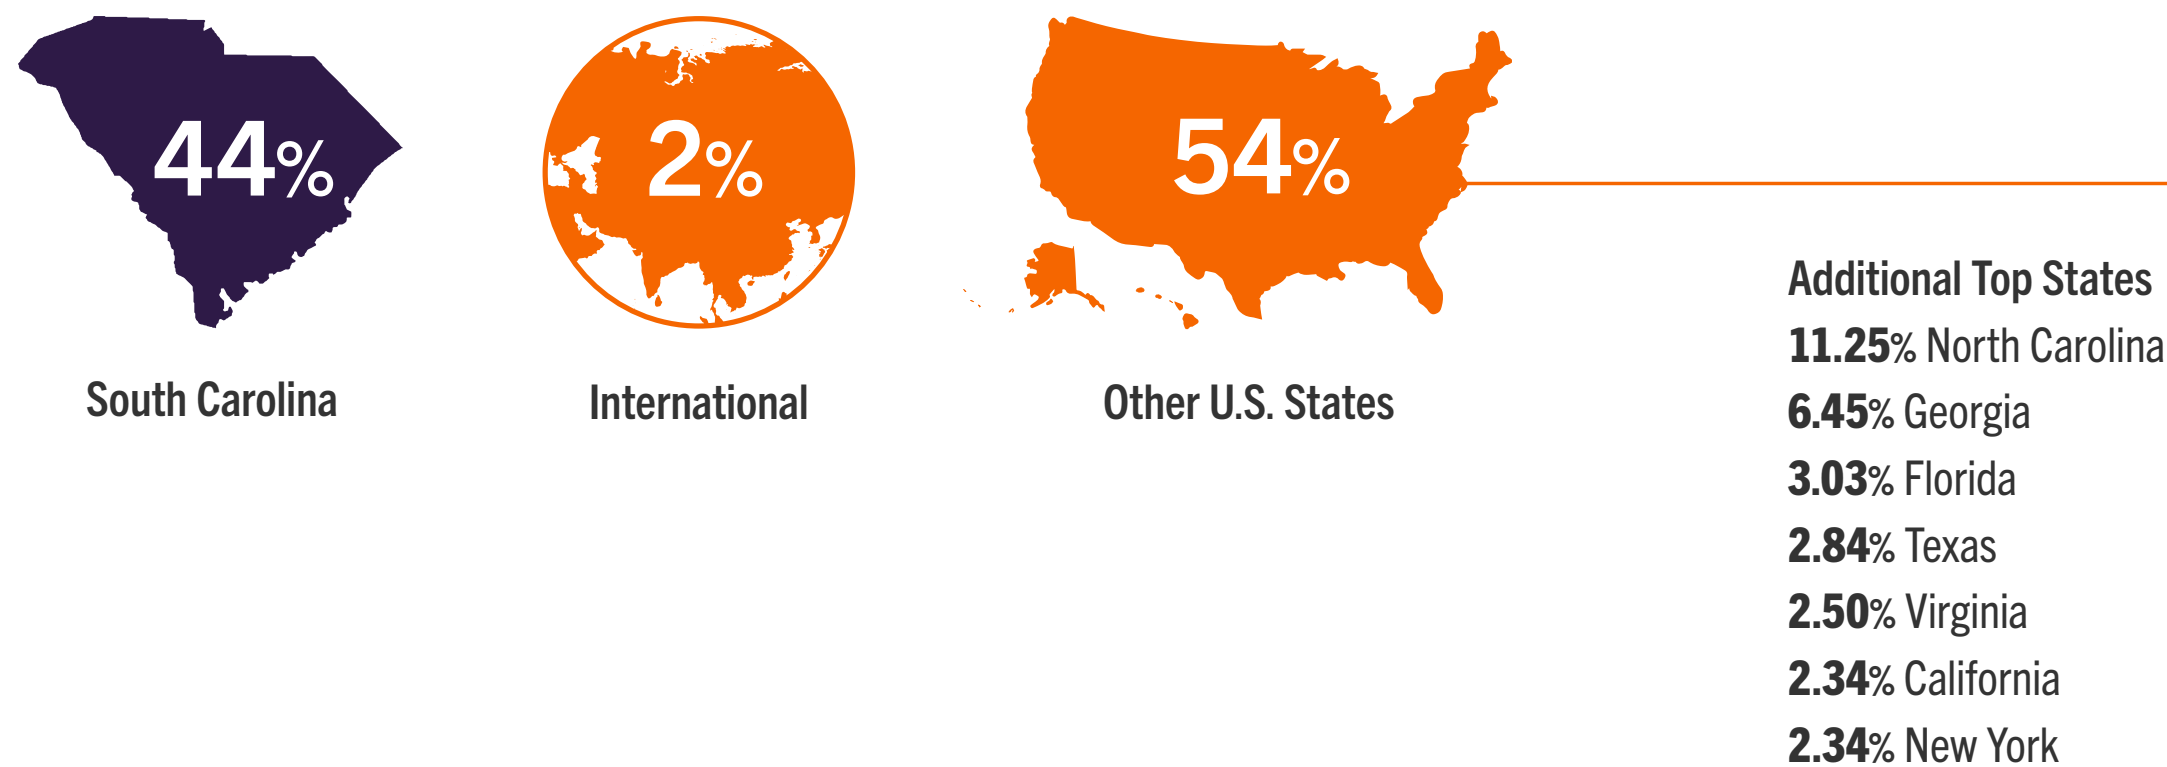 44%
South Carolina
2%
International
54%
Other U.S. States
Additional Top States
11.25% North Carolina
6.45% Georgia
3.03% Florida
2.84% Texas
2.50% Virginia
2.34% California
2.34% New York